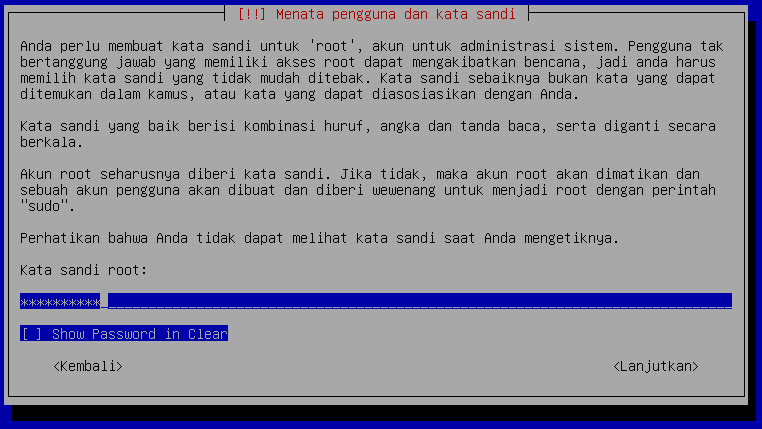 [!!] Menata pengguna dan kata sandi
Anda perlu membuat kata sandi untuk 'root', akun untuk administrasi sistem. Pengguna tak
bertanggung jawab yang memiliki akses root dapat mengakibatkan bencana, jadi anda harus
memilih kata sandi yang tidak mudah ditebak. Kata sandi sebaiknya bukan kata yang dapat
ditemukan dalam kamus, atau kata yang dapat diasosiasikan dengan Anda.
Kata sandi yang baik berisi kombinasi huruf, angka dan tanda baca, serta diganti secara
berkala.
Akun root seharusnya diberi kata sandi. Jika tidak, maka akun root akan dimatikan dan
sebuah akun pengguna akan dibuat dan diberi wewenang untuk menjadi root dengan perintah
"sudo".
Perhatikan bahwa Anda tidak dapat melihat kata sandi saat Anda mengetiknya.
Kata sandi root:
**********
[ ] Show Password in Clear
<Kembali> <Lanjutkan>